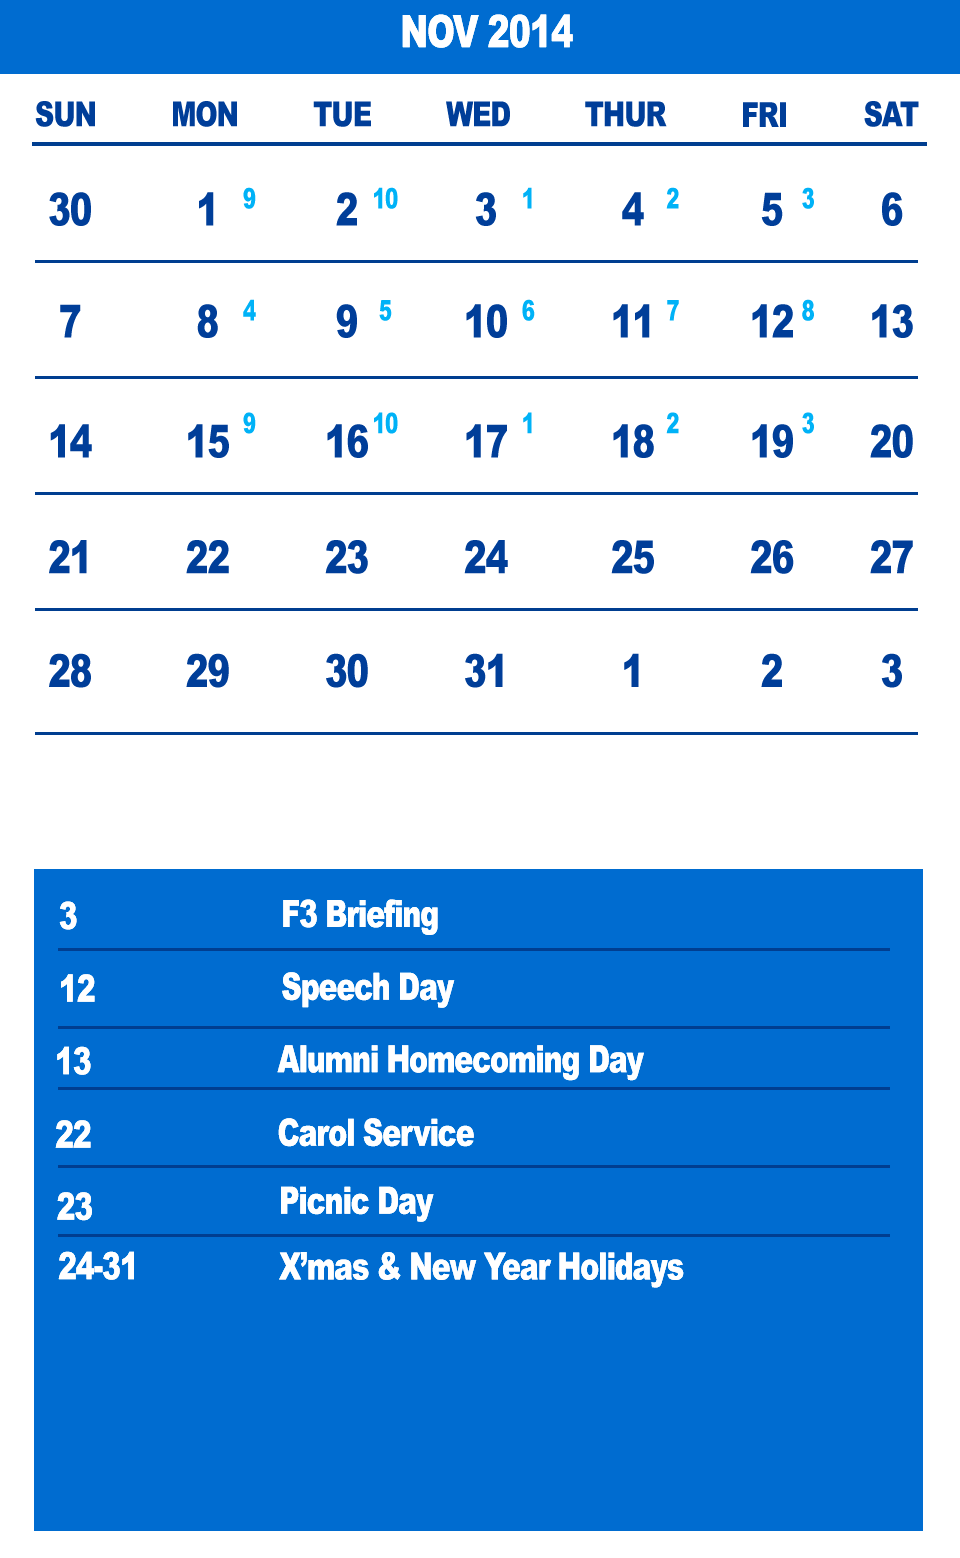 NOV 2014
SUN MON TUE WED THUR FRI SAT
30 1 9 2 10 3 1 4 2 5 3 6
7 8 4 9 5 10 6 11 7 12 8 13
14 15 9 16 10 17 1 18 2 19 3 20
21 22 23 24 25 26 27
28 29 30 31 1 2 3
3 F3 Briefing
12 Speech Day
13 Alumni Homecoming Day
22 Carol Service
23 Picnic Day
24-31 X’mas & New Year Holidays